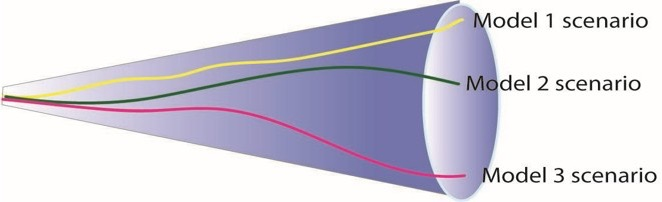 Model 1 scenario
Model 2 scenario
Model 3 scenario